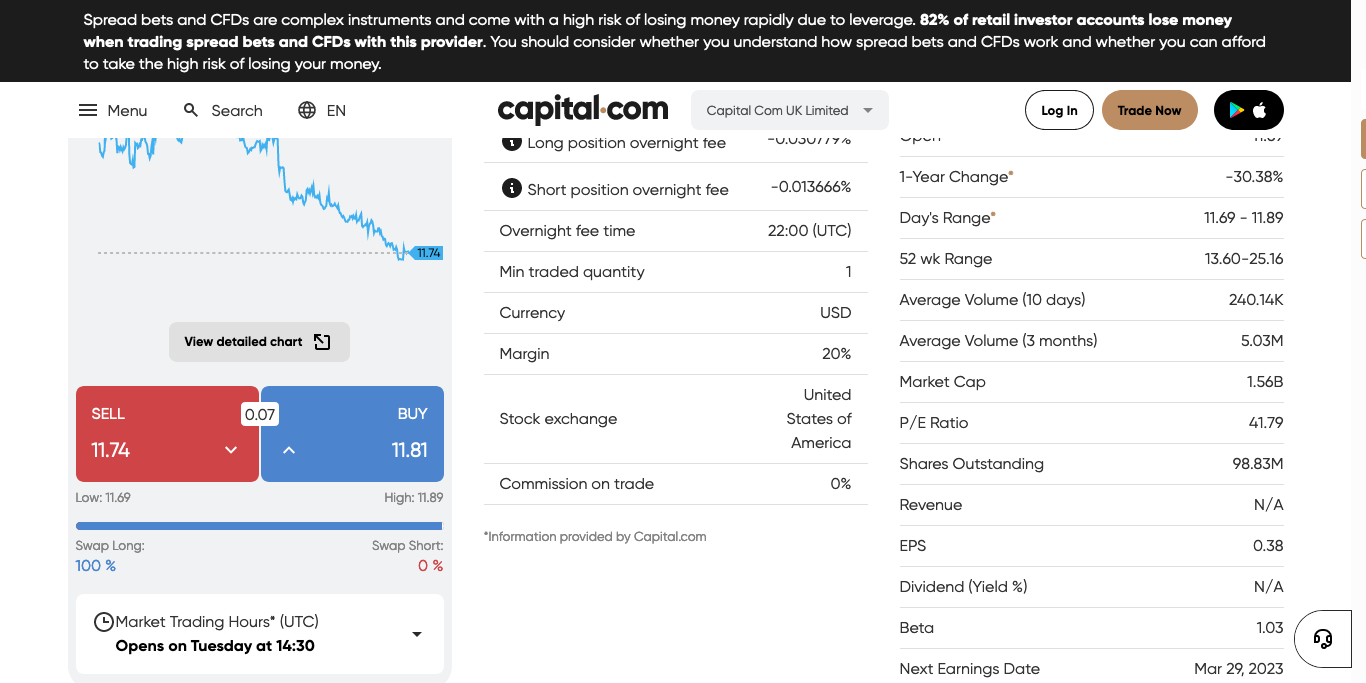 Spread bets and CFDs are complex instruments and come with a high risk of losing money rapidly due to leverage. 82% of retail investor accounts lose money
when trading spread bets and CFDs with this provider. You should consider whether you understand how spread bets and CFDs work and whether you can afford
to take the high risk of losing your money.
Menu
Search
EN
capital.com
Capital Com UK Limited
Log In
Trade Now
11.74
View detailed chart
SELL
11.74
0.07
BUY
11.81
Low: 11.69
High: 11.89
Swap Long:
100 %
Swap Short:
0 %
Market Trading Hours* (UTC)
Opens on Tuesday at 14:30
Long position overnight fee -0.030779%
Short position overnight fee -0.013666%
Overnight fee time 22:00 (UTC)
Min traded quantity 1
Currency USD
Margin 20%
Stock exchange
United
States of
America
Commission on trade 0%
*Information provided by Capital.com
Open
1-Year Change* -30.38%
Day's Range* 11.69 - 11.89
52 wk Range 13.60-25.16
Average Volume (10 days) 240.14K
Average Volume (3 months) 5.03M
Market Cap 1.56B
P/E Ratio 41.79
Shares Outstanding 98.83M
Revenue N/A
EPS 0.38
Dividend (Yield %) N/A
Beta 1.03
Next Earnings Date Mar 29, 2023